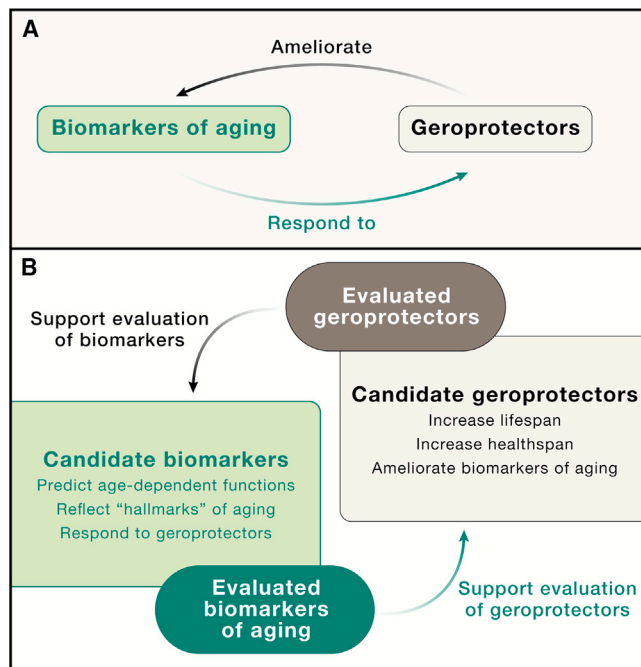 A
Ameliorate
Biomarkers of aging
Geroprotectors
Respond to
B
Evaluated
geroprotectors
Support evaluation
of biomarkers
Candidate geroprotectors
Increase lifespan
Increase healthspan
Ameliorate biomarkers of aging
Candidate biomarkers
Predict age-dependent functions
Reflect “hallmarks” of aging
Respond to geroprotectors
Evaluated
biomarkers
of aging
Support evaluation
of geroprotectors